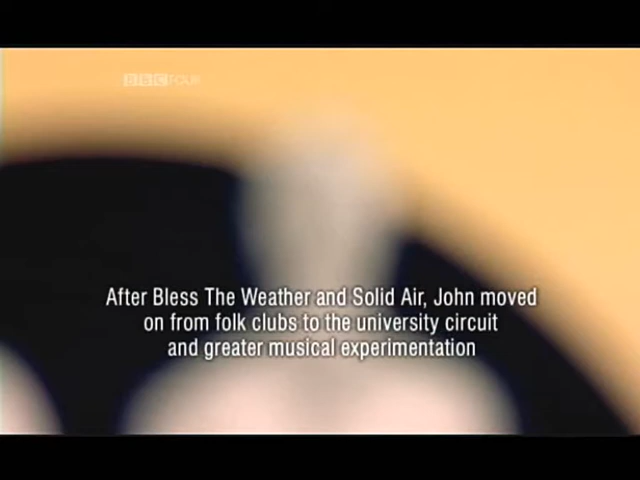 BBC FOUR
After Bless The Weather and Solid Air, John moved
on from folk clubs to the university circuit
and greater musical experimentation